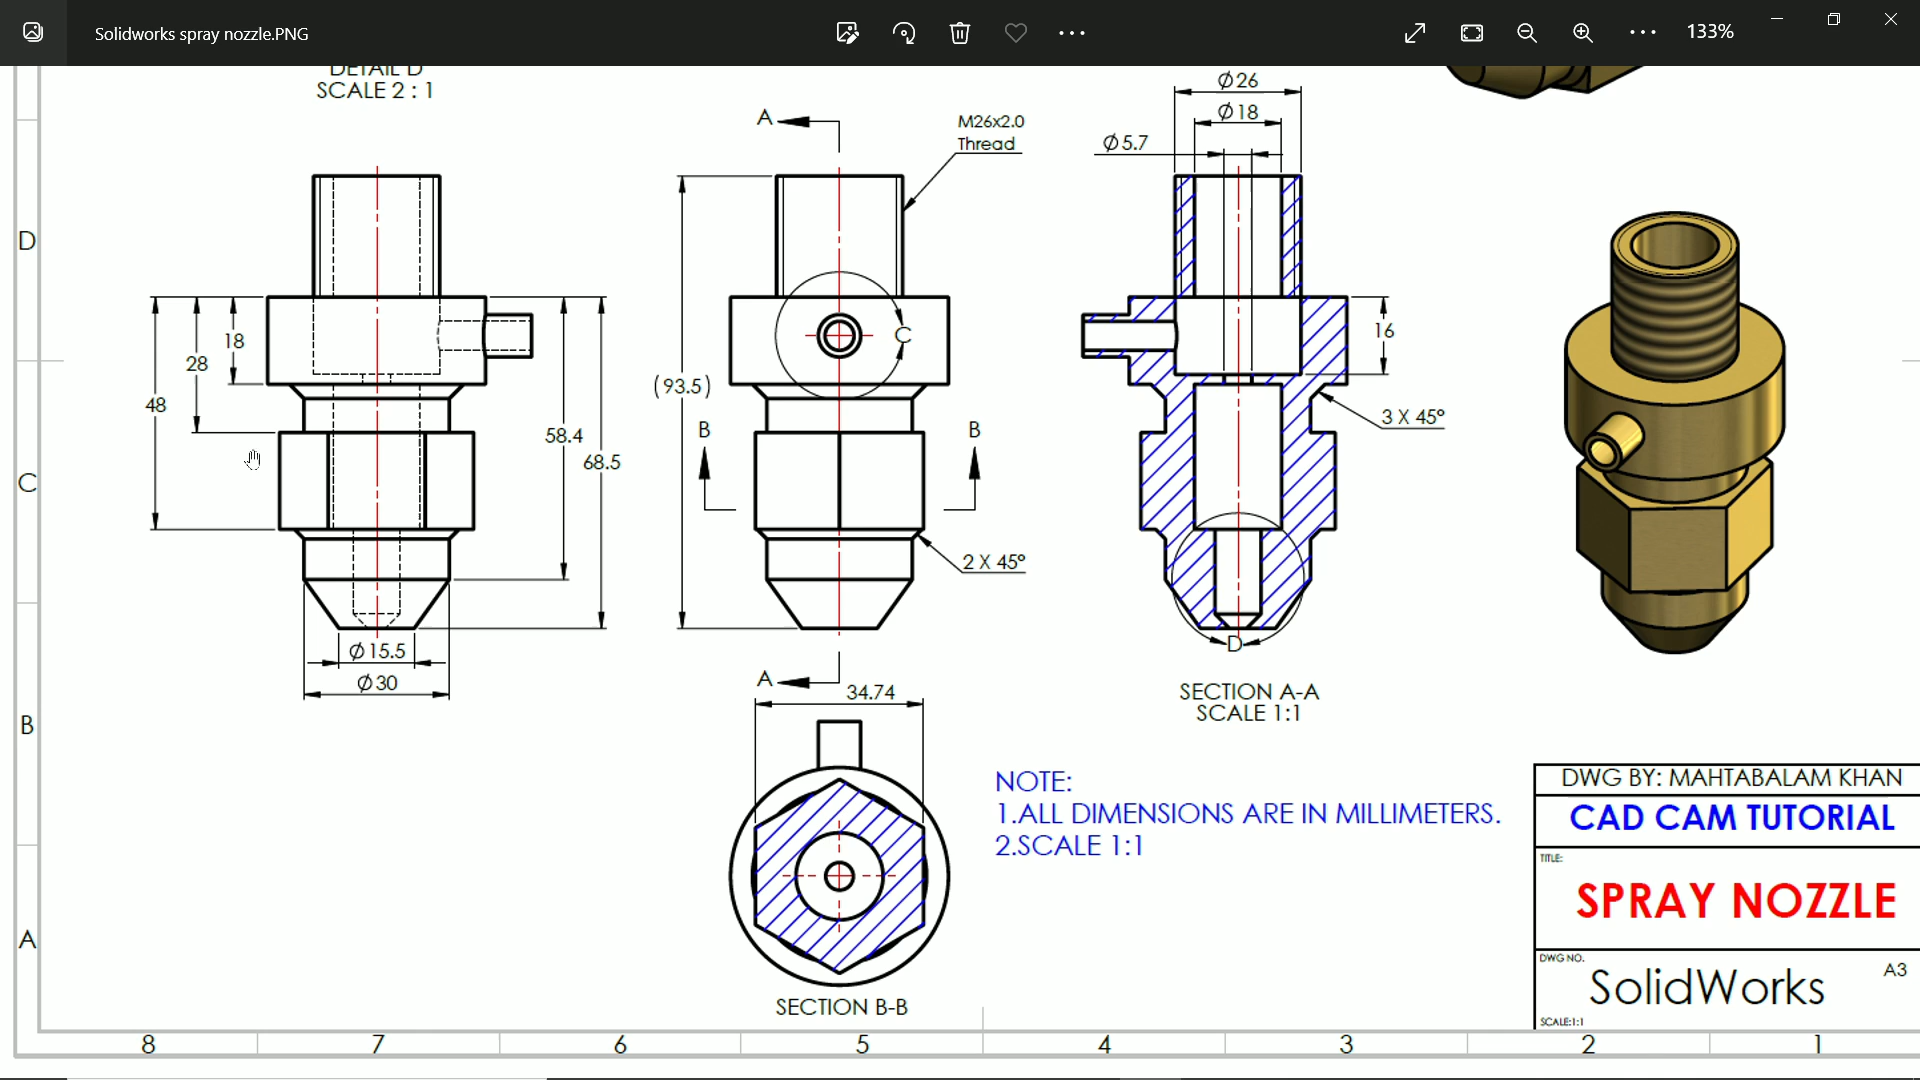 Solidworks spray nozzle.PNG
133%
DETAIL D
SCALE 2 : 1
A
M26x2.0
Thread
Ø26
Ø18
Ø5.7
D
18
28
48
58.4
68.5
(93.5)
C
B
B
16
3 X 45°
2 X 45°
C
Ø15.5
Ø30
A
34.74
D
SECTION A-A
SCALE 1:1
B
NOTE:
1.ALL DIMENSIONS ARE IN MILLIMETERS.
2.SCALE 1:1
DWG BY: MAHTABALAM KHAN
CAD CAM TUTORIAL
TITLE:
SPRAY NOZZLE
A
DWG NO.
SolidWorks
A3
SCALE:1:1
SECTION B-B
8
7
6
5
4
3
2
1